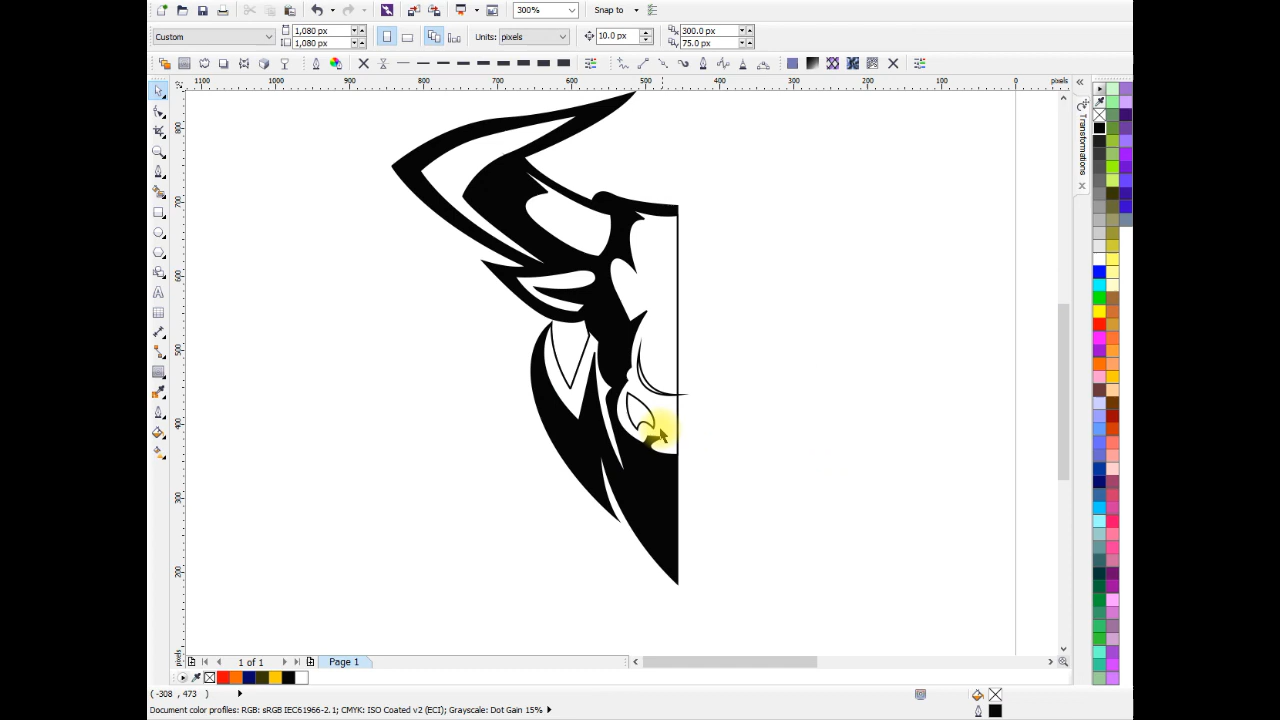 300%
Snap to
Custom
1,080 px
1,080 px
Units: pixels
10.0 px
300.0 px
75.0 px
1100 1000 900 800 700 600 500 400 300 200 100 0 pixels
800
700
600
500
400
300
200
pixels
Transformations
1 of 1
Page 1
(-308 , 473 )
Document color profiles: RGB: sRGB IEC61966-2.1; CMYK: ISO Coated v2 (ECI); Grayscale: Dot Gain 15%